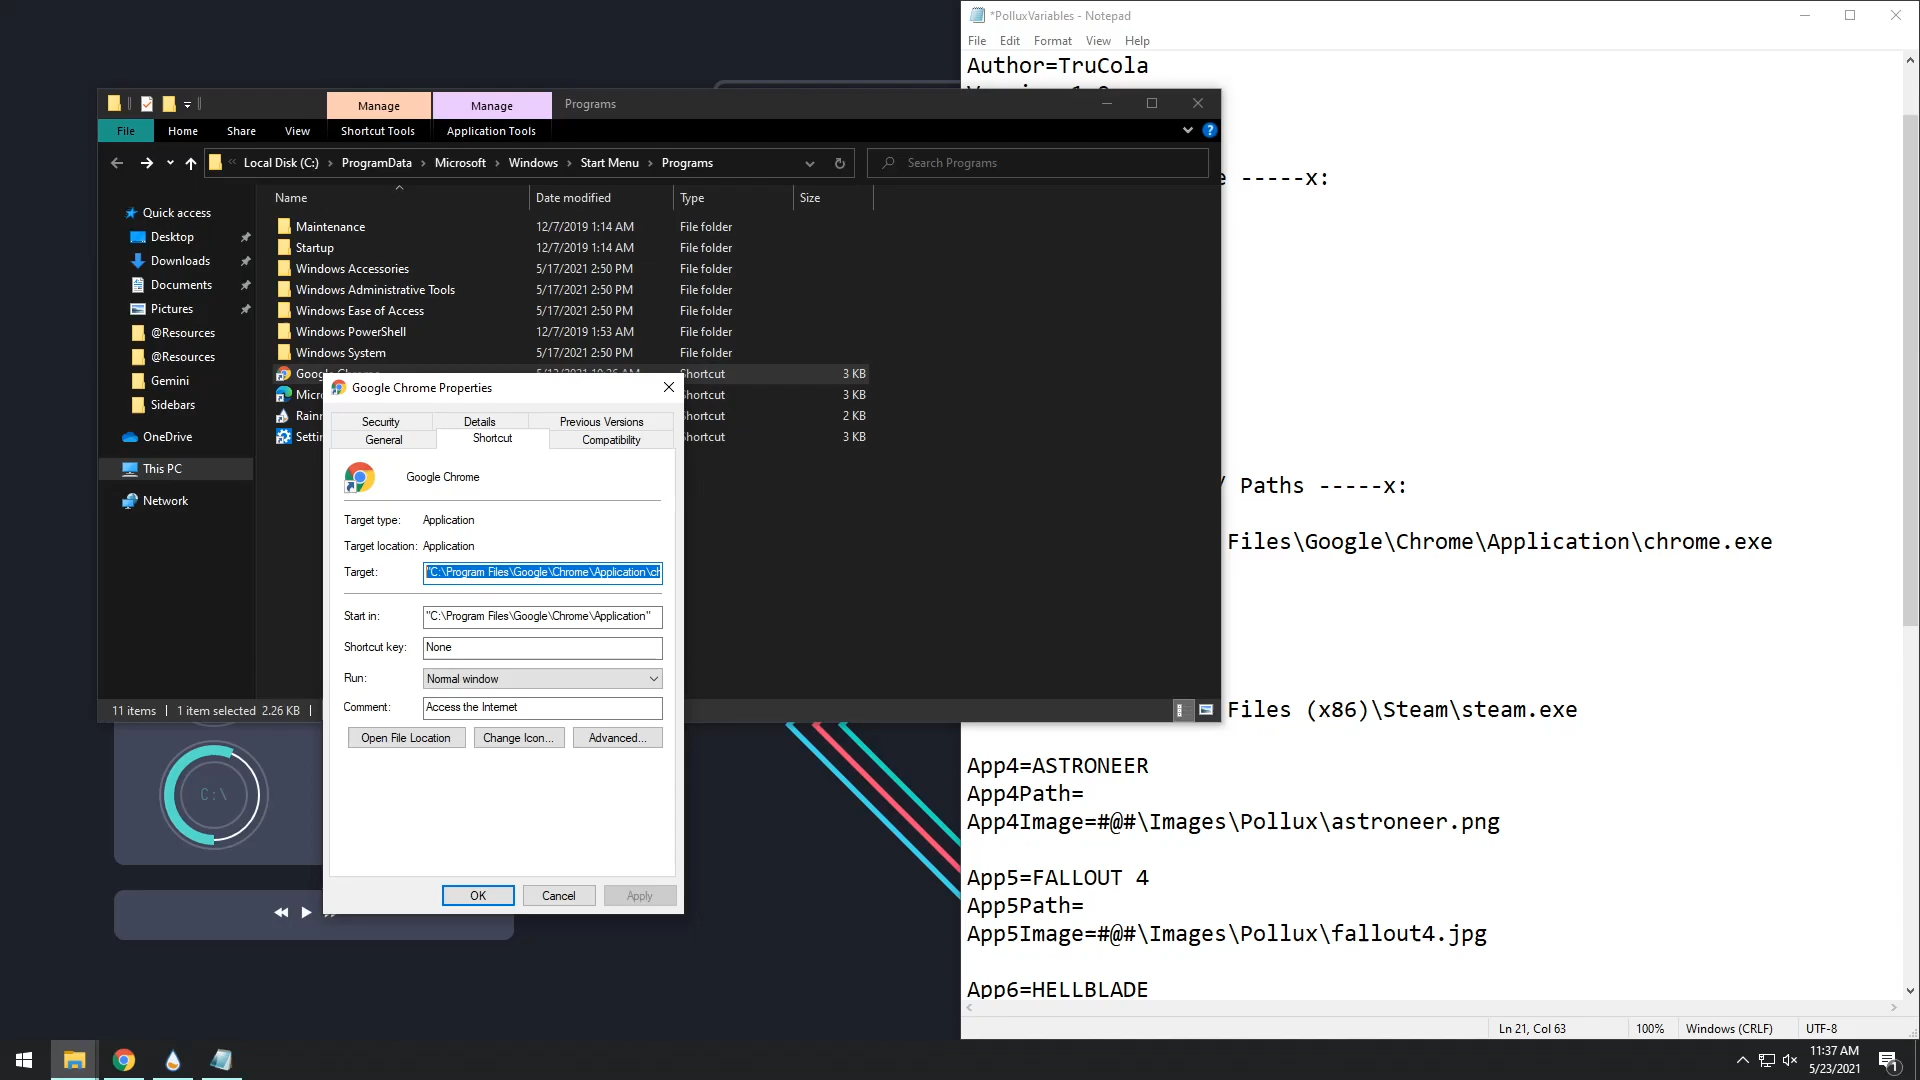 *PolluxVariables - Notepad
File Edit Format View Help
Author=TruCola
-----x:
Paths -----x:
Files\Google\Chrome\Application\chrome.exe
Files (x86)\Steam\steam.exe
App4=ASTRONEER
App4Path=
App4Image=#@#\Images\Pollux\astroneer.png
App5=FALLOUT 4
App5Path=
App5Image=#@#\Images\Pollux\fallout4.jpg
App6=HELLBLADE
Ln 21, Col 63 100% Windows (CRLF) UTF-8
Manage Manage Programs
File Home Share View Shortcut Tools Application Tools
« Local Disk (C:) › ProgramData › Microsoft › Windows › Start Menu › Programs
Search Programs
Name Date modified Type Size
Quick access
Desktop
Downloads
Documents
Pictures
@Resources
@Resources
Gemini
Sidebars
OneDrive
This PC
Network
Maintenance 12/7/2019 1:14 AM File folder
Startup 12/7/2019 1:14 AM File folder
Windows Accessories 5/17/2021 2:50 PM File folder
Windows Administrative Tools 5/17/2021 2:50 PM File folder
Windows Ease of Access 5/17/2021 2:50 PM File folder
Windows PowerShell 12/7/2019 1:53 AM File folder
Windows System 5/17/2021 2:50 PM File folder
Shortcut 3 KB
Shortcut 3 KB
Shortcut 2 KB
Shortcut 3 KB
11 items 1 item selected 2.26 KB
Google Chrome Properties
Security Details Previous Versions
General Shortcut Compatibility
Google Chrome
Target type: Application
Target location: Application
Target: "C:\Program Files\Google\Chrome\Application\ch
Start in: "C:\Program Files\Google\Chrome\Application"
Shortcut key: None
Run: Normal window
Comment: Access the Internet
Open File Location Change Icon... Advanced...
OK Cancel Apply
C:\
11:37 AM
5/23/2021
1